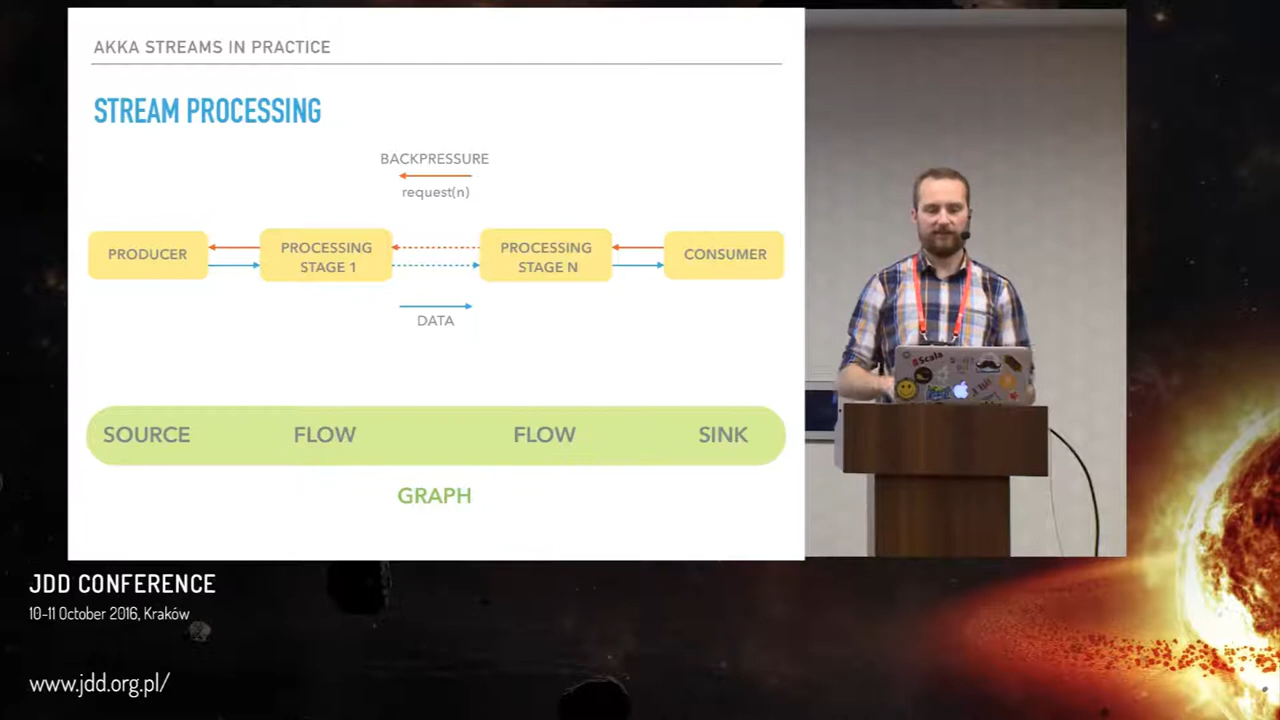 AKKA STREAMS IN PRACTICE
STREAM PROCESSING
BACKPRESSURE
request(n)
PRODUCER
PROCESSING
STAGE 1
PROCESSING
STAGE N
CONSUMER
DATA
SOURCE FLOW FLOW SINK
GRAPH
Scala
JDD CONFERENCE
10-11 October 2016, Kraków
www.jdd.org.pl/